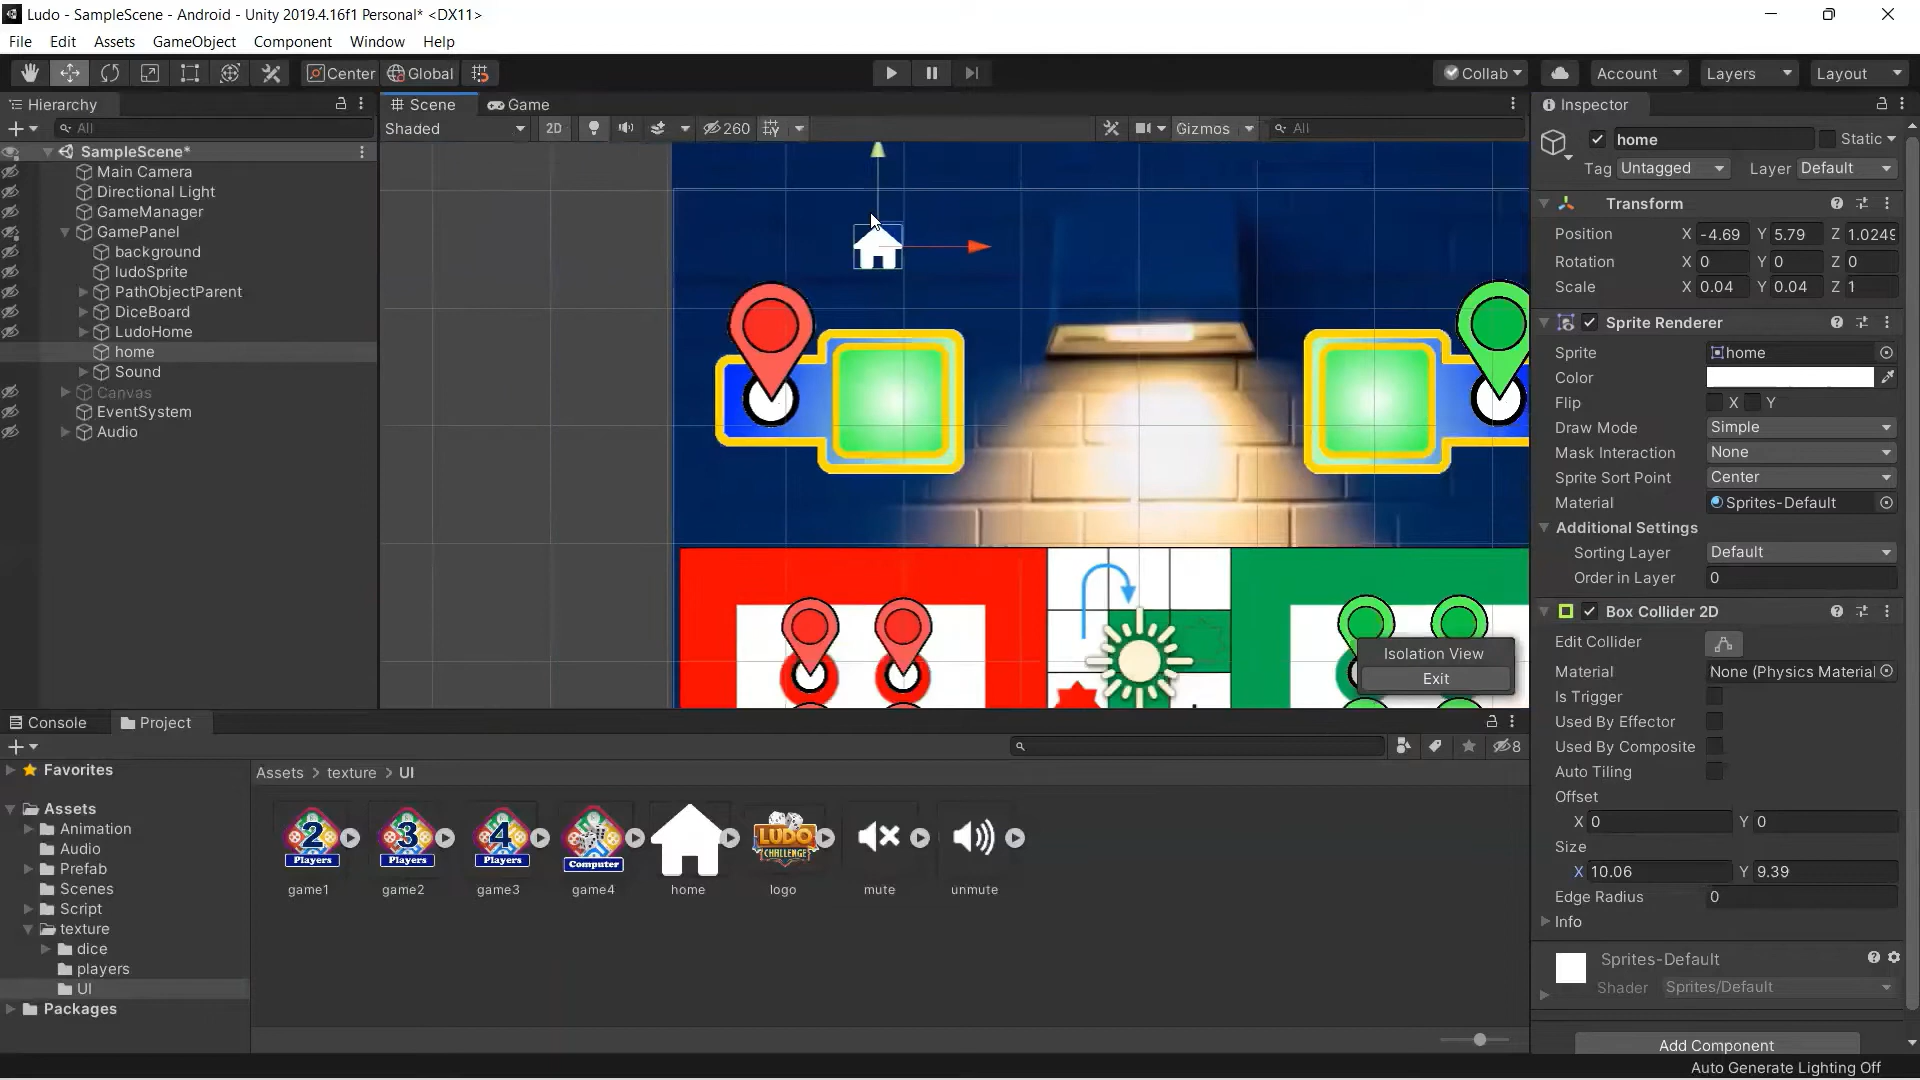 Ludo - SampleScene - Android - Unity 2019.4.16f1 Personal* <DX11>
File Edit Assets GameObject Component Window Help
Center Global Collab Account Layers Layout
Hierarchy
All
SampleScene*
Main Camera
Directional Light
GameManager
GamePanel
background
ludoSprite
PathObjectParent
DiceBoard
LudoHome
home
Sound
Canvas
EventSystem
Audio
Scene Game
Shaded 2D 260 Gizmos All
Isolation View
Exit
Inspector
home Static
Tag Untagged Layer Default
Transform
Position X -4.69 Y 5.79 Z 1.0249
Rotation X 0 Y 0 Z 0
Scale X 0.04 Y 0.04 Z 1
Sprite Renderer
Sprite home
Color
Flip X Y
Draw Mode Simple
Mask Interaction None
Sprite Sort Point Center
Material Sprites-Default
Additional Settings
Sorting Layer Default
Order in Layer 0
Box Collider 2D
Edit Collider
Material None (Physics Material
Is Trigger
Used By Effector
Used By Composite
Auto Tiling
Offset
X 0 Y 0
Size
X 10.06 Y 9.39
Edge Radius 0
Info
Sprites-Default
Shader Sprites/Default
Add Component
Auto Generate Lighting Off
Console Project
8
Favorites
Assets
Animation
Audio
Prefab
Scenes
Script
texture
dice
players
UI
Packages
Assets > texture > UI
2 Players
3 Players
4 Players
Computer
LUDO CHALLENGE
game1 game2 game3 game4 home logo mute unmute